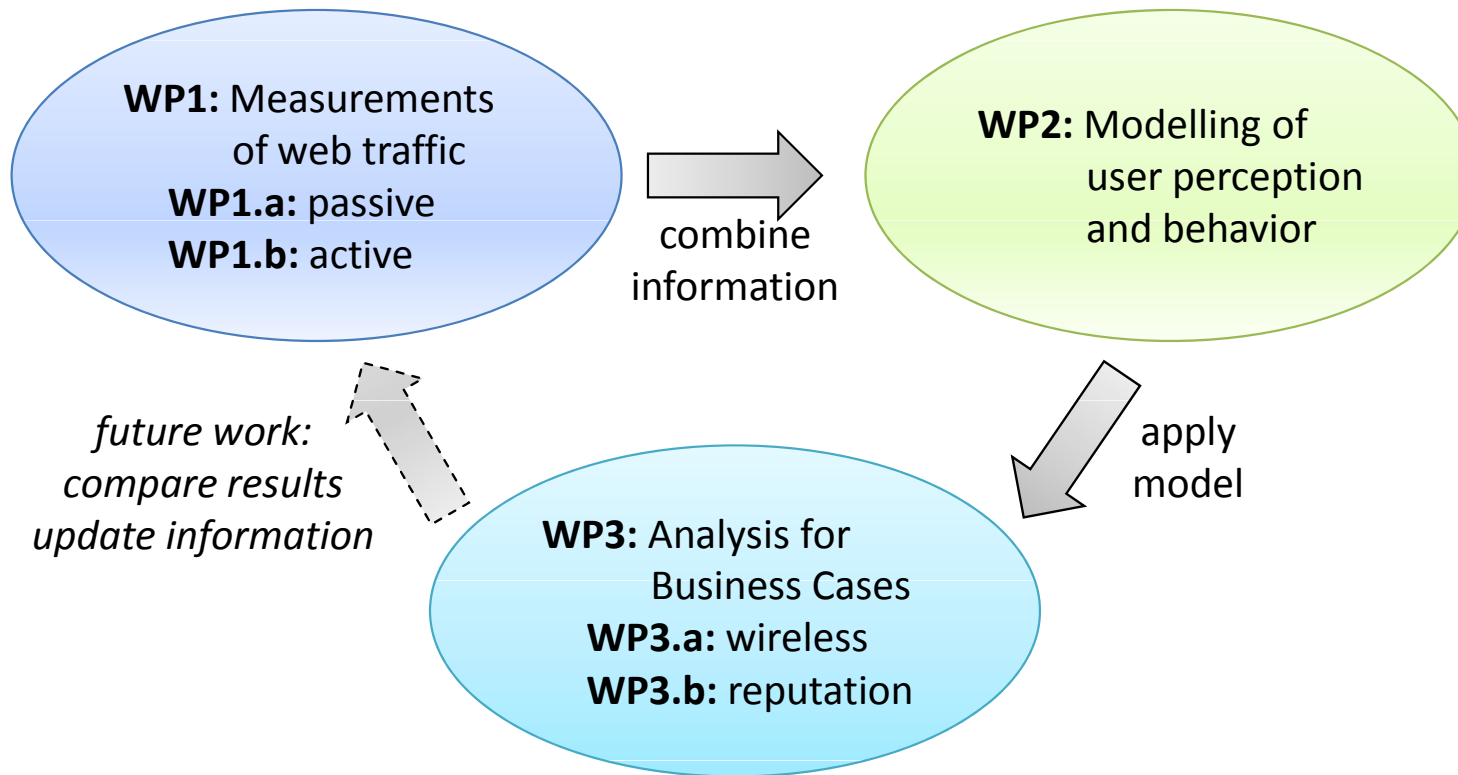 WP1: Measurements
of web traffic
WP1.a: passive
WP1.b: active
combine
information
WP2: Modelling of
user perception
and behavior
apply
model
WP3: Analysis for
Business Cases
WP3.a: wireless
WP3.b: reputation
future work:
compare results
update information